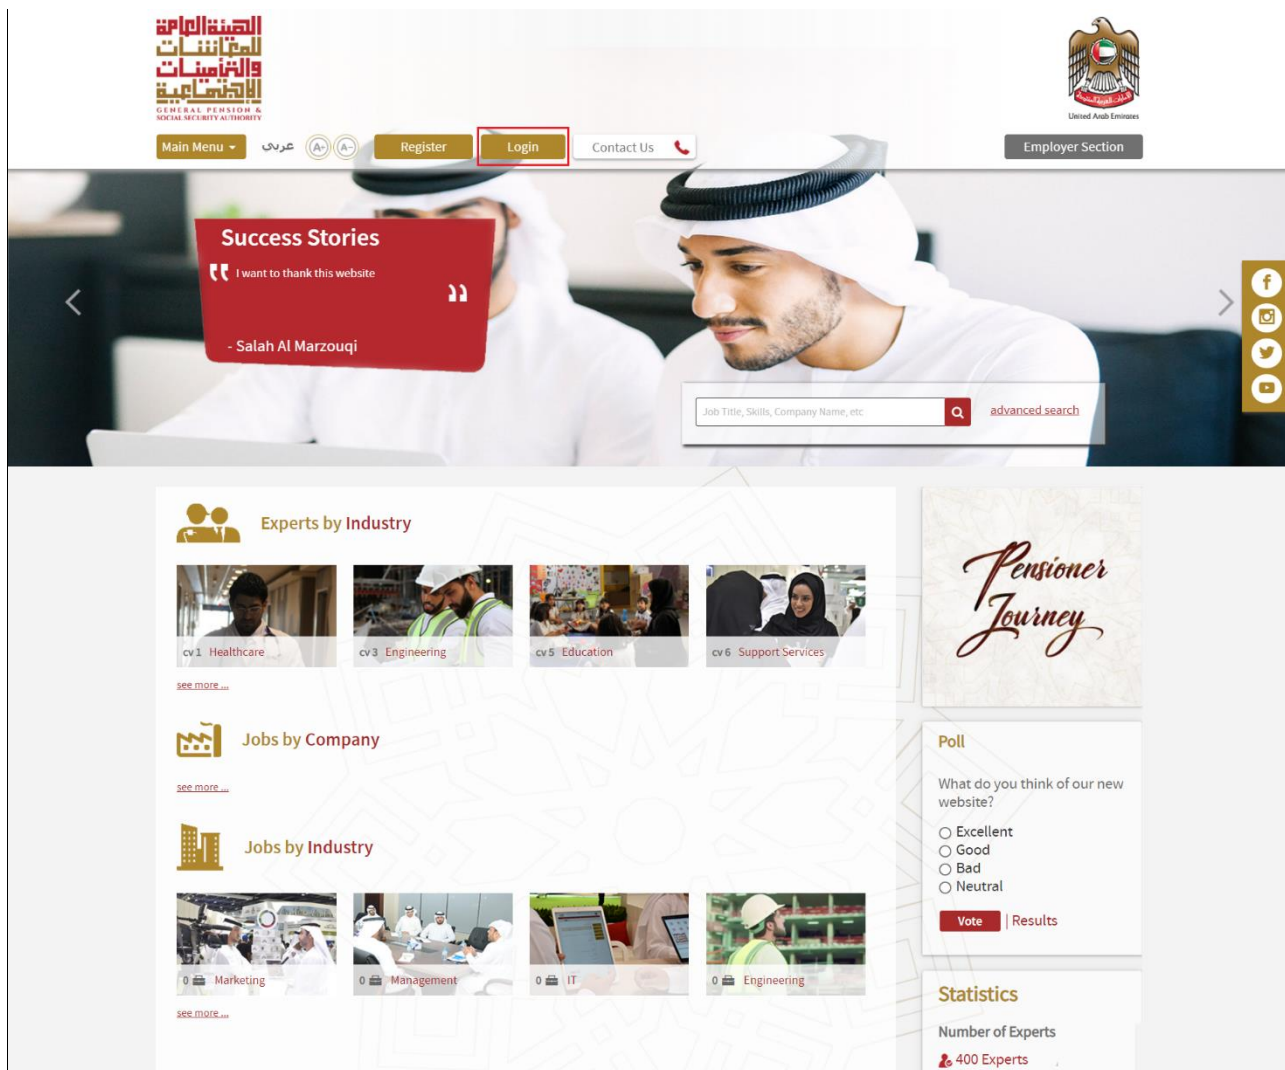 الهيئة العامة
للمعاشات
والتأمينات
الاجتماعية
GENERAL PENSION &
SOCIAL SECURITY AUTHORITY
United Arab Emirates
Main Menu
عربي
A+
A-
Register
Login
Contact Us
Employer Section
Success Stories
I want to thank this website
- Salah Al Marzouqi
Job Title, Skills, Company Name, etc
advanced search
Experts by Industry
cv 1 Healthcare
cv 3 Engineering
cv 5 Education
cv 6 Support Services
see more ...
Jobs by Company
see more ...
Jobs by Industry
0 Marketing
0 Management
0 IT
0 Engineering
see more ...
Pensioner
Journey
Poll
What do you think of our new
website?
Excellent
Good
Bad
Neutral
Vote | Results
Statistics
Number of Experts
400 Experts